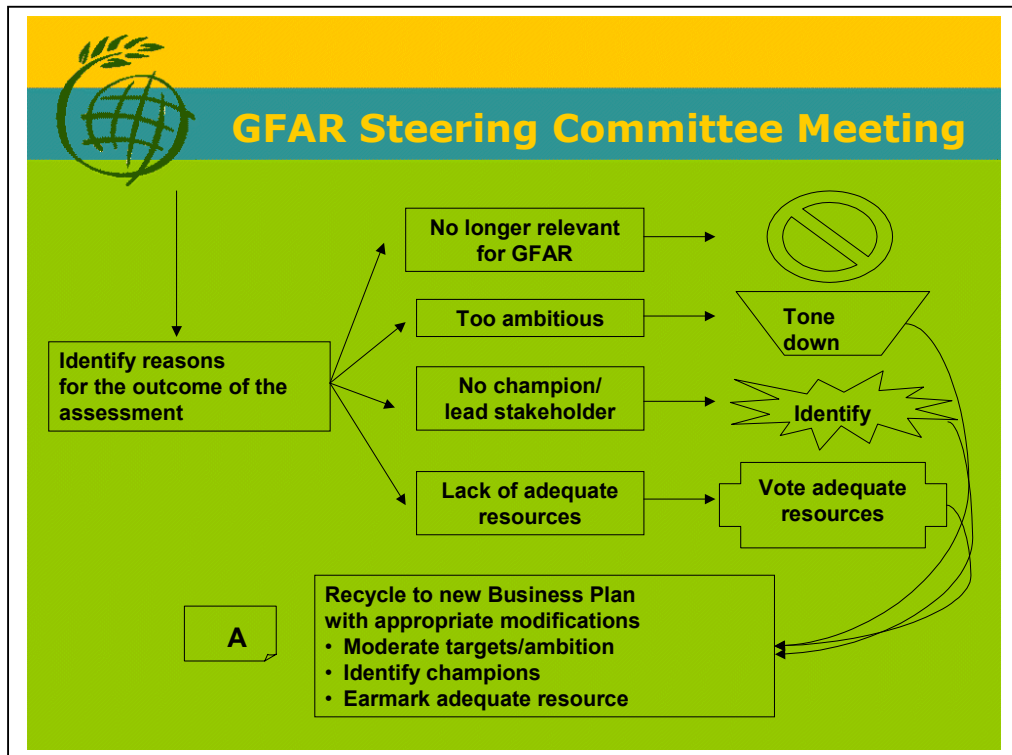 GFAR Steering Committee Meeting
No longer relevant
for GFAR
Too ambitious
Tone
down
Identify reasons
for the outcome of the
assessment
No champion/
lead stakeholder
Identify
Lack of adequate
resources
Vote adequate
resources
A
Recycle to new Business Plan
with appropriate modifications
• Moderate targets/ambition
• Identify champions
• Earmark adequate resource